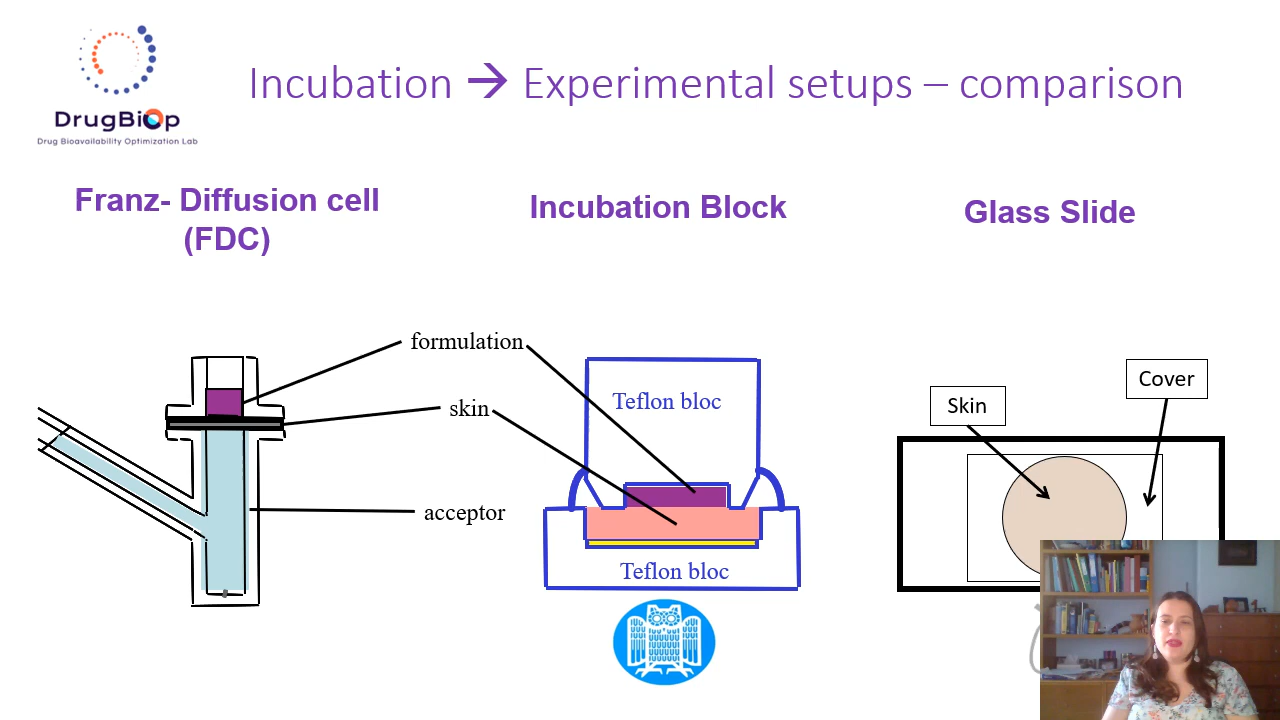 DrugBiOp
Drug Bioavailability Optimization Lab
Incubation → Experimental setups – comparison
Franz- Diffusion cell
(FDC)
Incubation Block
Glass Slide
formulation
skin
acceptor
Teflon bloc
Teflon bloc
Skin
Cover